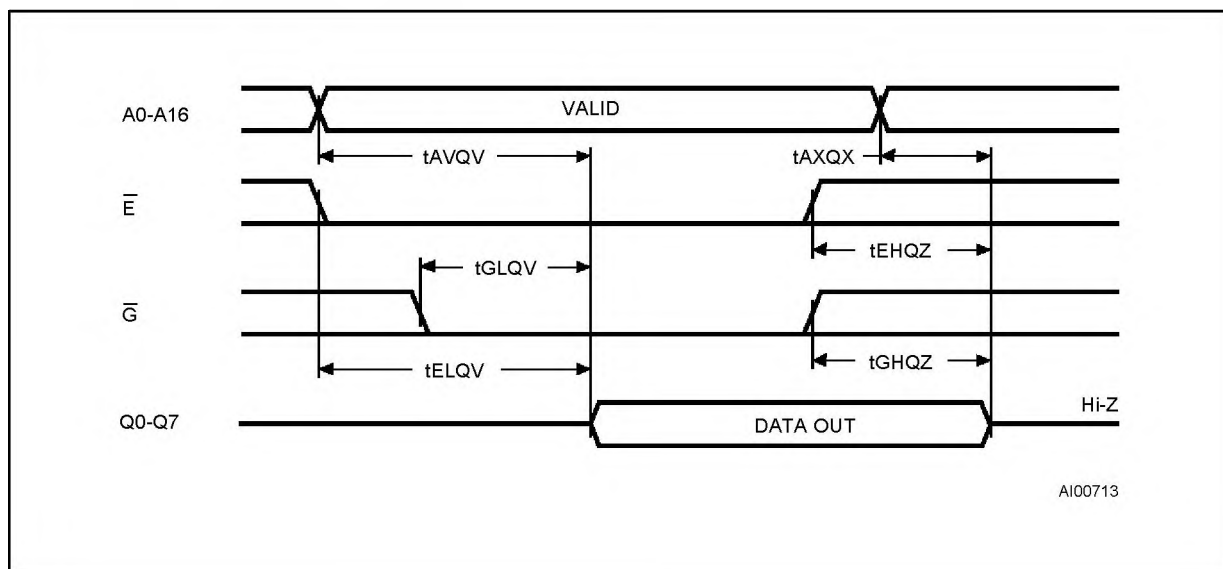 A0-A16
VALID
tAVQV
tAXQX
E̅
tEHQZ
tGLQV
G̅
tGHQZ
tELQV
Q0-Q7
DATA OUT
Hi-Z
AI00713